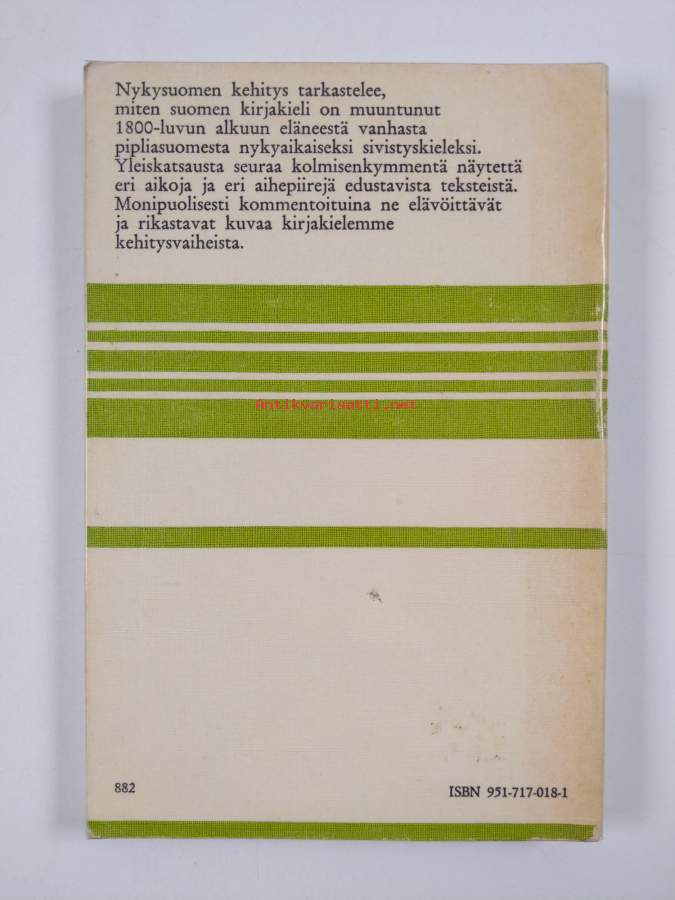 Nykysuomen kehitys tarkastelee,
miten suomen kirjakieli on muuntunut
1800-luvun alkuun eläneestä vanhasta
pipliasuomesta nykyaikaiseksi sivistyskieleksi.
Yleiskatsausta seuraa kolmisenkymmentä näytettä
eri aikoja ja eri aihepiirejä edustavista teksteistä.
Monipuolisesti kommentoituina ne elävöittävät
ja rikastavat kuvaa kirjakielemme
kehitysvaiheista.
Antikvariaatti.net
882
ISBN 951-717-018-1